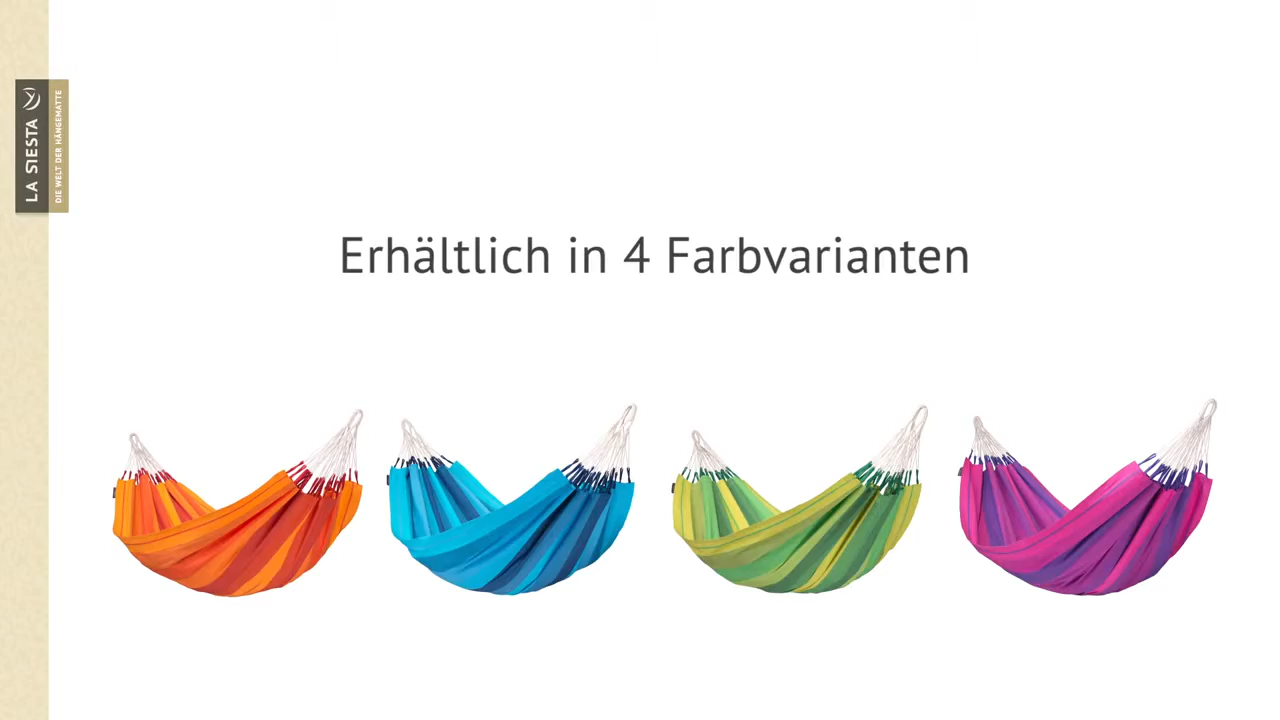 LA SIESTA
DIE WELT DER HÄNGEMATTE
Erhältlich in 4 Farbvarianten